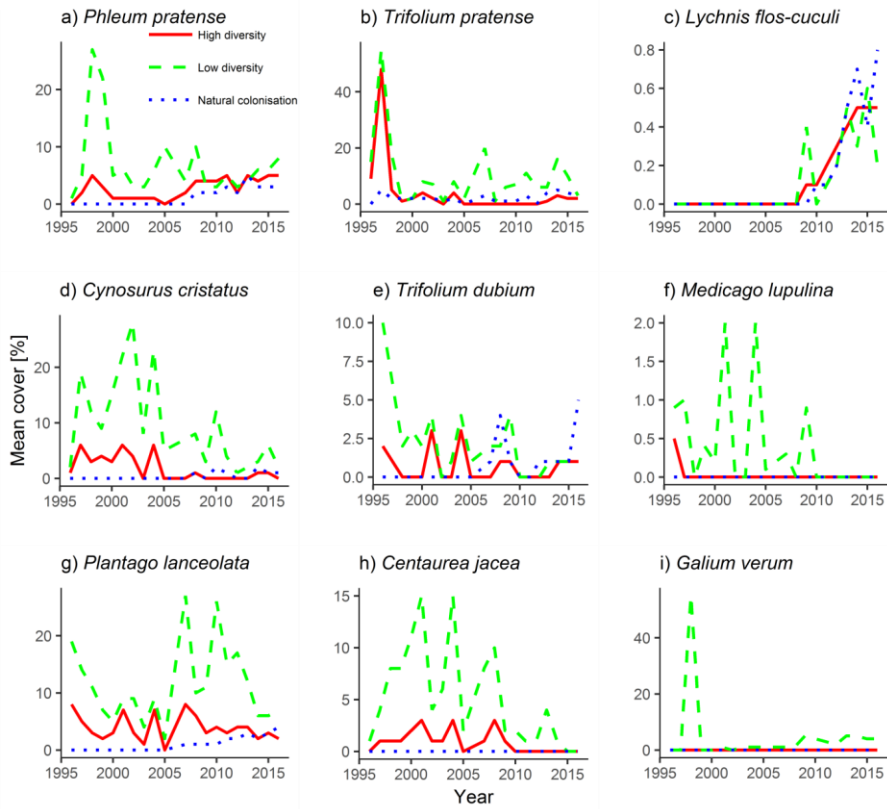 a) Phleum pratense
High diversity
Low diversity
Natural colonisation
20
10
0
1995 2000 2005 2010 2015
b) Trifolium pratense
40
20
0
1995 2000 2005 2010 2015
c) Lychnis flos-cuculi
0.8
0.6
0.4
0.2
0.0
1995 2000 2005 2010 2015
Mean cover [%]
d) Cynosurus cristatus
20
10
0
1995 2000 2005 2010 2015
e) Trifolium dubium
10.0
7.5
5.0
2.5
0.0
1995 2000 2005 2010 2015
f) Medicago lupulina
2.0
1.5
1.0
0.5
0.0
1995 2000 2005 2010 2015
g) Plantago lanceolata
20
10
0
1995 2000 2005 2010 2015
h) Centaurea jacea
15
10
5
0
1995 2000 2005 2010 2015
i) Galium verum
40
20
0
1995 2000 2005 2010 2015
Year